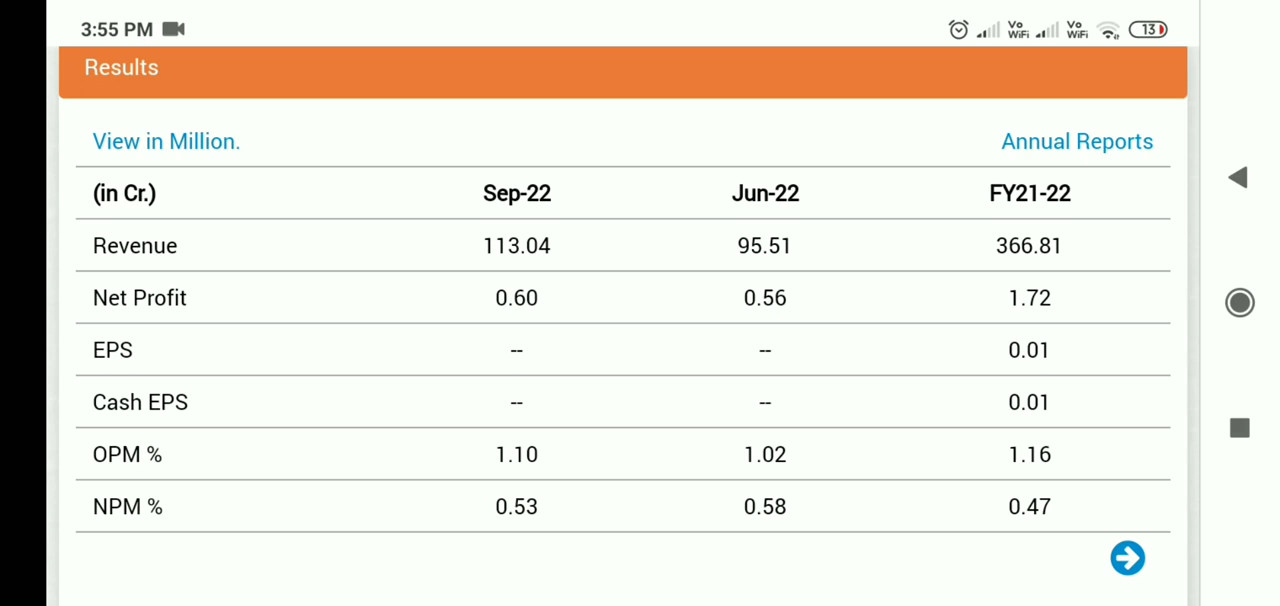 3:55 PM
Vo WiFi Vo WiFi 13
Results
View in Million. Annual Reports
(in Cr.) Sep-22 Jun-22 FY21-22
Revenue 113.04 95.51 366.81
Net Profit 0.60 0.56 1.72
EPS -- -- 0.01
Cash EPS -- -- 0.01
OPM % 1.10 1.02 1.16
NPM % 0.53 0.58 0.47